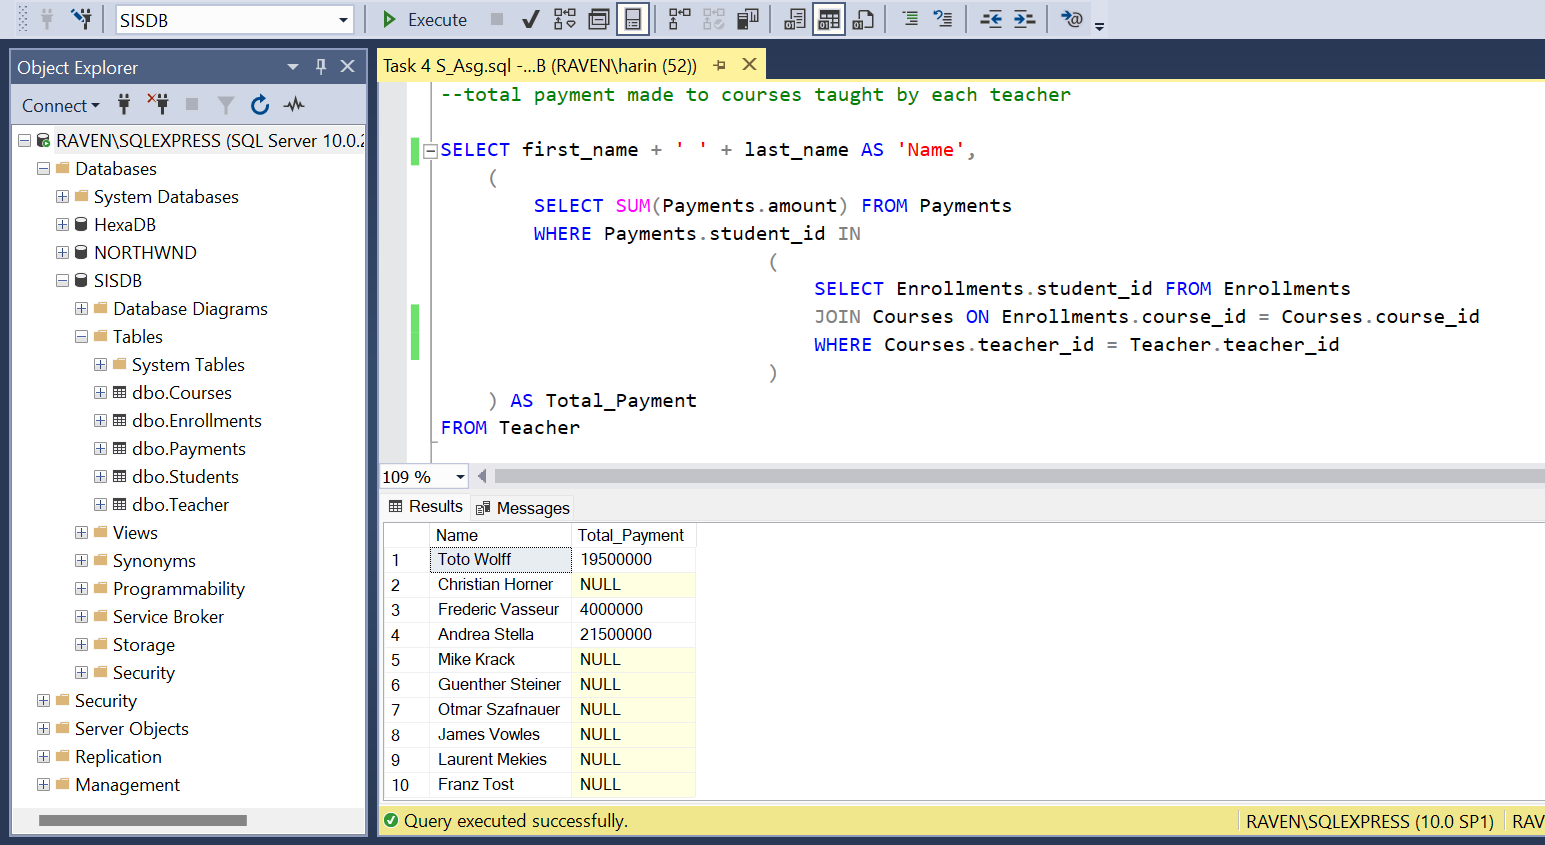 SISDB
Execute
Object Explorer
Connect
RAVEN\SQLEXPRESS (SQL Server 10.0.2
Databases
System Databases
HexaDB
NORTHWND
SISDB
Database Diagrams
Tables
System Tables
dbo.Courses
dbo.Enrollments
dbo.Payments
dbo.Students
dbo.Teacher
Views
Synonyms
Programmability
Service Broker
Storage
Security
Security
Server Objects
Replication
Management
Task 4 S_Asg.sql -...B (RAVEN\harin (52))
--total payment made to courses taught by each teacher
SELECT first_name + ' ' + last_name AS 'Name',
(
SELECT SUM(Payments.amount) FROM Payments
WHERE Payments.student_id IN
(
SELECT Enrollments.student_id FROM Enrollments
JOIN Courses ON Enrollments.course_id = Courses.course_id
WHERE Courses.teacher_id = Teacher.teacher_id
)
) AS Total_Payment
FROM Teacher
109 %
Results Messages
Name Total_Payment
1 Toto Wolff 19500000
2 Christian Horner NULL
3 Frederic Vasseur 4000000
4 Andrea Stella 21500000
5 Mike Krack NULL
6 Guenther Steiner NULL
7 Otmar Szafnauer NULL
8 James Vowles NULL
9 Laurent Mekies NULL
10 Franz Tost NULL
Query executed successfully. RAVEN\SQLEXPRESS (10.0 SP1) RAV